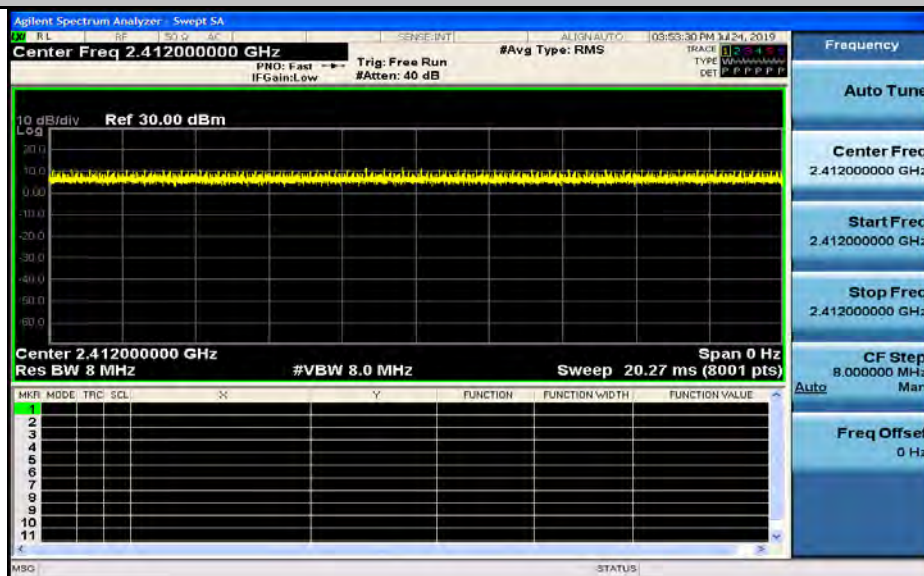 Agilent Spectrum Analyzer - Swept SA
LXI RL RF 50 Ω AC SENSE:INT ALIGNAUTO 03:53:30 PM Jul 24, 2019
Center Freq 2.412000000 GHz
PNO: Fast
IFGain:Low
Trig: Free Run
#Atten: 40 dB
#Avg Type: RMS
TRACE 1 2 3 4 5 6
TYPE
DET P P P P P P
10 dB/div
Log
Ref 30.00 dBm
20.0
10.0
0.00
-10.0
-20.0
-30.0
-40.0
-50.0
-60.0
Center 2.412000000 GHz
Span 0 Hz
Res BW 8 MHz
#VBW 8.0 MHz
Sweep 20.27 ms (8001 pts)
MKR MODE TRC SCL X Y FUNCTION FUNCTION WIDTH FUNCTION VALUE
1
2
3
4
5
6
7
8
9
10
11
MSG
STATUS
Frequency
Auto Tune
Center Freq
2.412000000 GHz
Start Freq
2.412000000 GHz
Stop Freq
2.412000000 GHz
CF Step
8.000000 MHz
Auto Man
Freq Offset
0 Hz